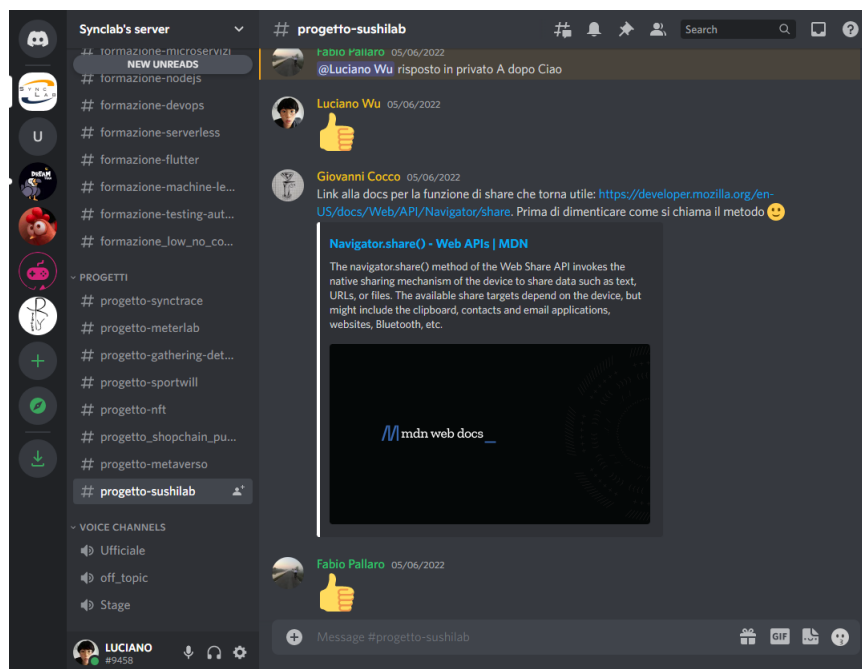 Synclab's server
formazione-microservizi
NEW UNREADS
formazione-nodejs
formazione-devops
formazione-serverless
formazione-flutter
formazione-machine-le...
formazione-testing-aut...
formazione_low_no_co...
PROGETTI
progetto-synctrace
progetto-meterlab
progetto-gathering-det...
progetto-sportwill
progetto-nft
progetto_shopchain_pu...
progetto-metaverso
progetto-sushilab
VOICE CHANNELS
Ufficiale
off_topic
Stage
LUCIANO
#9458
SYNC
LAB
U
DREAM
# progetto-sushilab
Search
Fabio Pallaro 05/06/2022
@Luciano Wu risposto in privato A dopo Ciao
Luciano Wu 05/06/2022
Giovanni Cocco 05/06/2022
Link alla docs per la funzione di share che torna utile: https://developer.mozilla.org/en-
US/docs/Web/API/Navigator/share. Prima di dimenticare come si chiama il metodo
Navigator.share() - Web APIs | MDN
The navigator.share() method of the Web Share API invokes the
native sharing mechanism of the device to share data such as text,
URLs, or files. The available share targets depend on the device, but
might include the clipboard, contacts and email applications,
websites, Bluetooth, etc.
mdn web docs_
Fabio Pallaro 05/06/2022
Message #progetto-sushilab
GIF